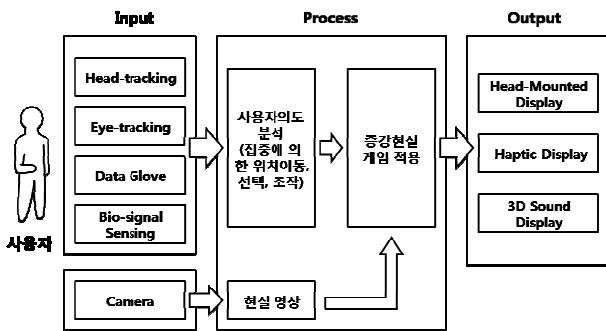 Input
Process
Output
Head-tracking
Eye-tracking
Data Glove
Bio-signal
Sensing
사용자
Camera
사용자의도
분석
(집중에 의
한 위치이동,
선택, 조작)
증강현실
게임 적용
현실 영상
Head-Mounted
Display
Haptic Display
3D Sound
Display